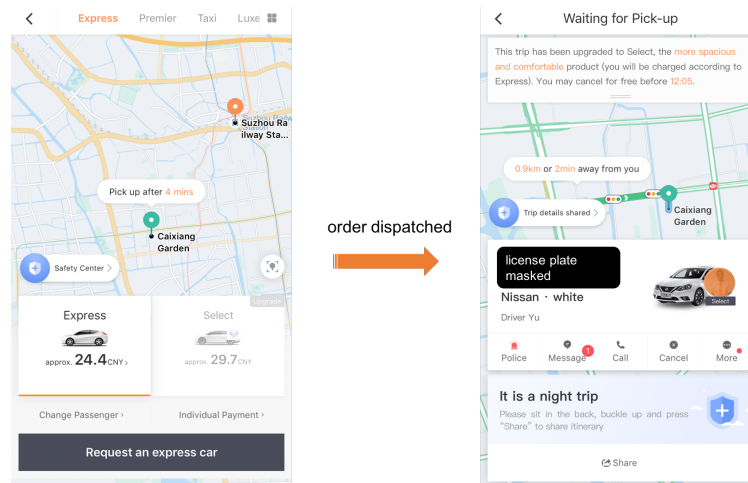 Express Premier Taxi Luxe
Suzhou Ra
ilway Sta...
Pick up after 4 mins
Caixiang
Garden
Safety Center
Upgrade
Express Select
approx. 24.4CNY approx. 29.7CNY
Change Passenger Individual Payment
Request an express car
order dispatched
Waiting for Pick-up
This trip has been upgraded to Select, the more spacious
and comfortable product (you will be charged according to
Express). You may cancel for free before 12:05.
0.9km or 2min away from you
Trip details shared
Caixiang
Garden
license plate
masked
Nissan · white
Driver Yu
Select
1
Police Message Call Cancel More
It is a night trip
Please sit in the back, buckle up and press
“Share” to share itinerary
Share